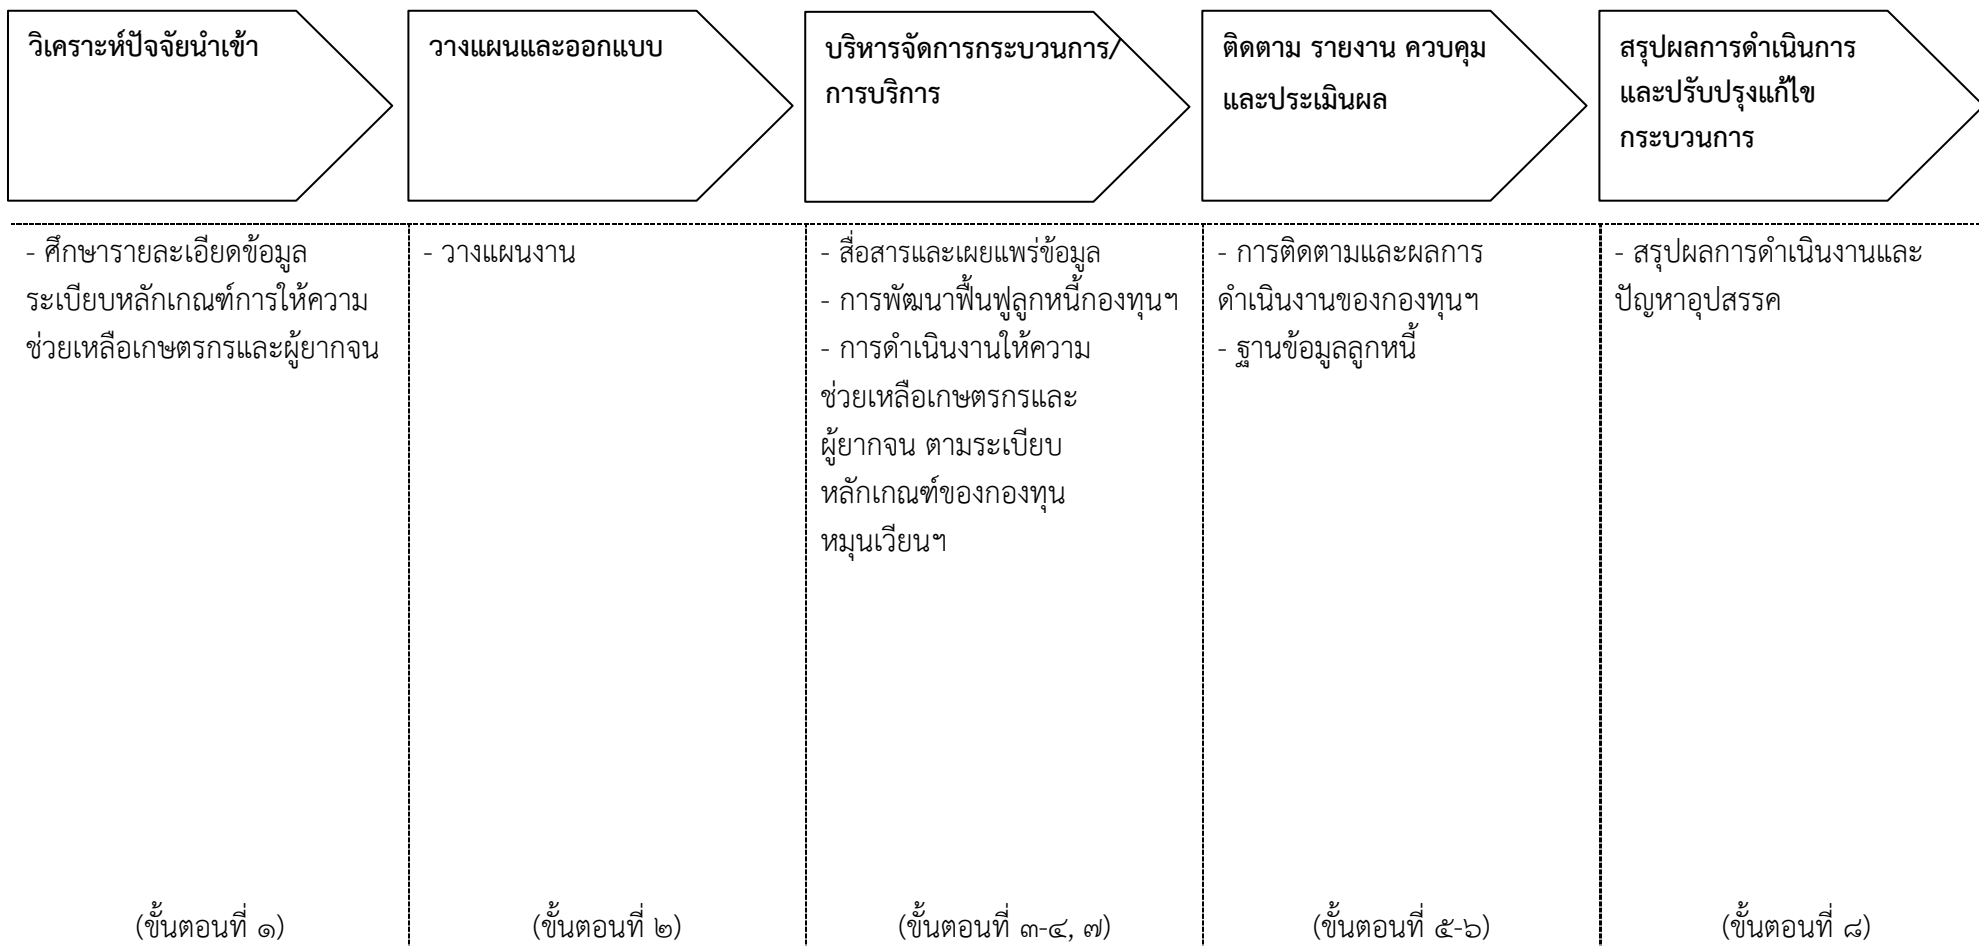 วิเคราะห์ปัจจัยนำเข้า
วางแผนและออกแบบ
บริหารจัดการกระบวนการ/
การบริการ
ติดตาม รายงาน ควบคุม
และประเมินผล
สรุปผลการดำเนินการ
และปรับปรุงแก้ไข
กระบวนการ
- ศึกษารายละเอียดข้อมูล
ระเบียบหลักเกณฑ์การให้ความ
ช่วยเหลือเกษตรกรและผู้ยากจน
(ขั้นตอนที่ ๑)
- วางแผนงาน
(ขั้นตอนที่ ๒)
- สื่อสารและเผยแพร่ข้อมูล
- การพัฒนาฟื้นฟูลูกหนี้กองทุนฯ
- การดำเนินงานให้ความ
ช่วยเหลือเกษตรกรและ
ผู้ยากจน ตามระเบียบ
หลักเกณฑ์ของกองทุน
หมุนเวียนฯ
(ขั้นตอนที่ ๓-๔, ๗)
- การติดตามและผลการ
ดำเนินงานของกองทุนฯ
- ฐานข้อมูลลูกหนี้
(ขั้นตอนที่ ๕-๖)
- สรุปผลการดำเนินงานและ
ปัญหาอุปสรรค
(ขั้นตอนที่ ๘)